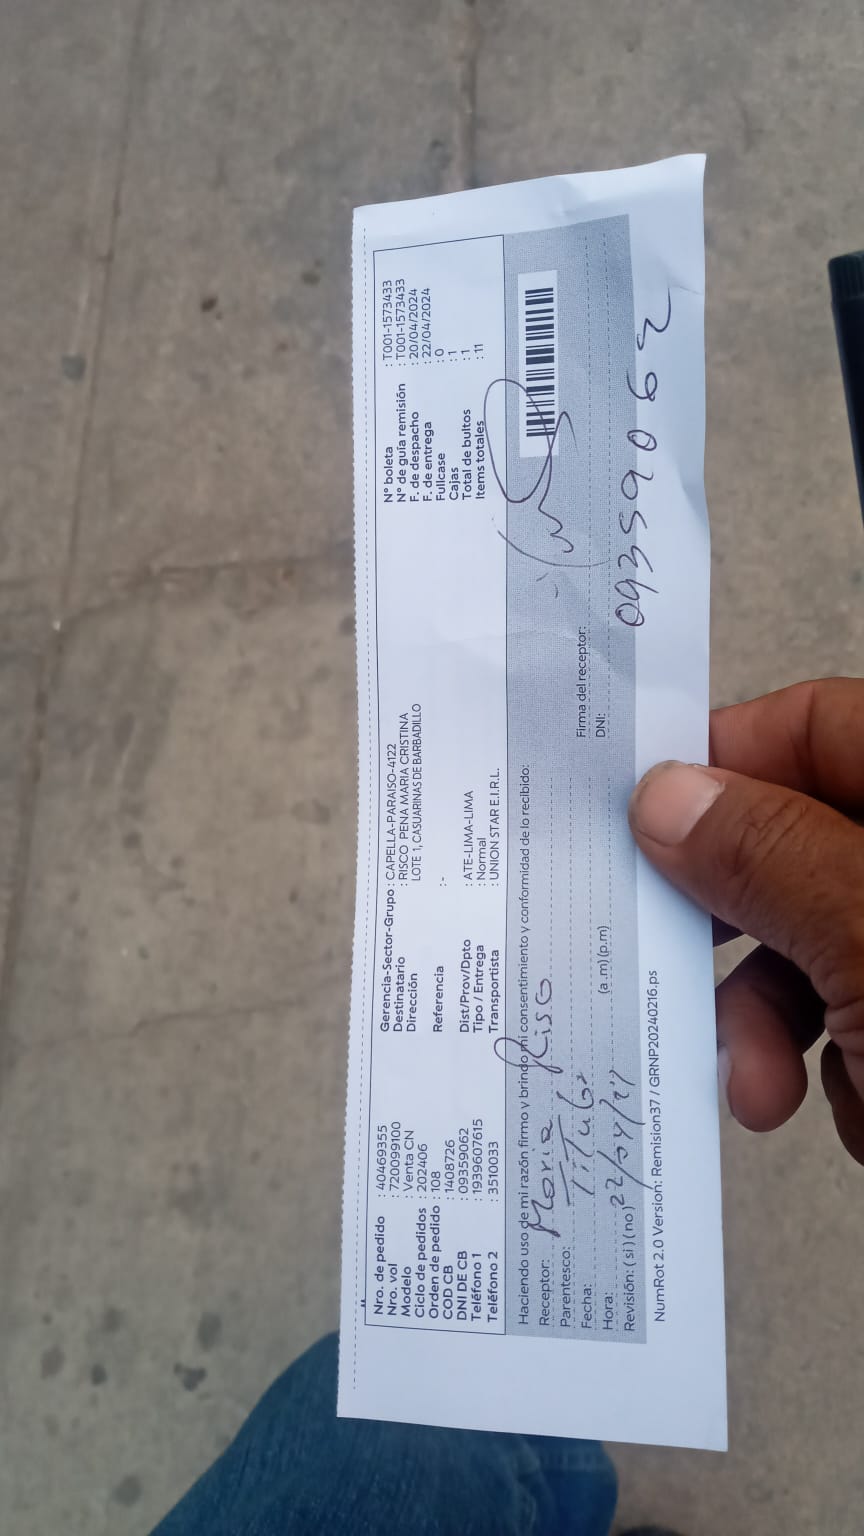 Nro. de pedido : 40469355
Nro. vol : 720099100
Modelo : Venta CN
Ciclo de pedidos : 202406
Orden de pedido : 108
COD CB : 1408726
DNI DE CB : 09359062
Teléfono 1 : 1939607615
Teléfono 2 : 3510033
Gerencia-Sector-Grupo : CAPELLA-PARAISO-4122
Destinatario : RISCO PENA MARIA CRISTINA
Dirección LOTE 1, CASUARINAS DE BARBADILLO
Referencia :-
Dist/Prov/Dpto : ATE-LIMA-LIMA
Tipo / Entrega : Normal
Transportista : UNION STAR E.I.R.L.
N° boleta : T001-1573433
N° de guía remisión : T001-1573433
F. de despacho : 20/04/2024
F. de entrega : 22/04/2024
Fullcase : 0
Cajas : 1
Total de bultos : 1
Items totales : 11
Haciendo uso de mi razón firmo y brindo mi consentimiento y conformidad de lo recibido:
Receptor: Maria Risco
Parentesco: Titular
Fecha: 22/04/24
Hora: (a .m) (p.m)
Revisión: ( si ) ( no )
Firma del receptor:
DNI: 09359062
NumRot 2.0 Version: Remision37 / GRNP20240216.ps